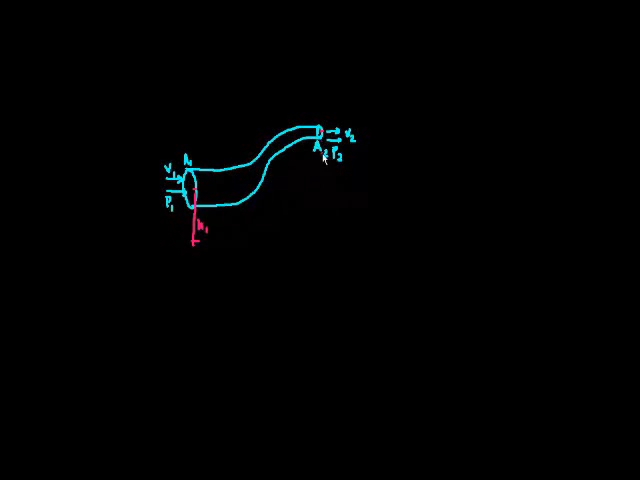 A₁
V₁
P₁
h₁
V₂
P₂
A₂